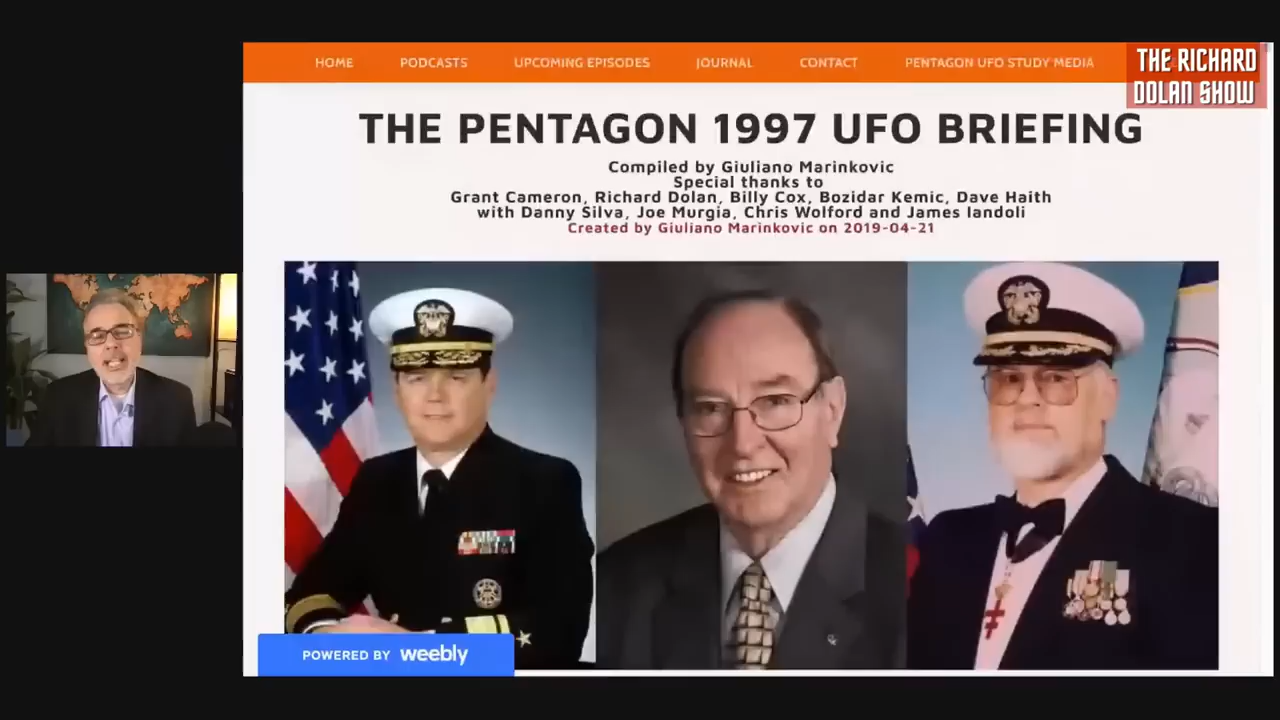 HOME PODCASTS UPCOMING EPISODES JOURNAL CONTACT PENTAGON UFO STUDY MEDIA
THE RICHARD
DOLAN SHOW
THE PENTAGON 1997 UFO BRIEFING
Compiled by Giuliano Marinkovic
Special thanks to
Grant Cameron, Richard Dolan, Billy Cox, Bozidar Kemic, Dave Haith
with Danny Silva, Joe Murgia, Chris Wolford and James Iandoli
Created by Giuliano Marinkovic on 2019-04-21
POWERED BY weebly